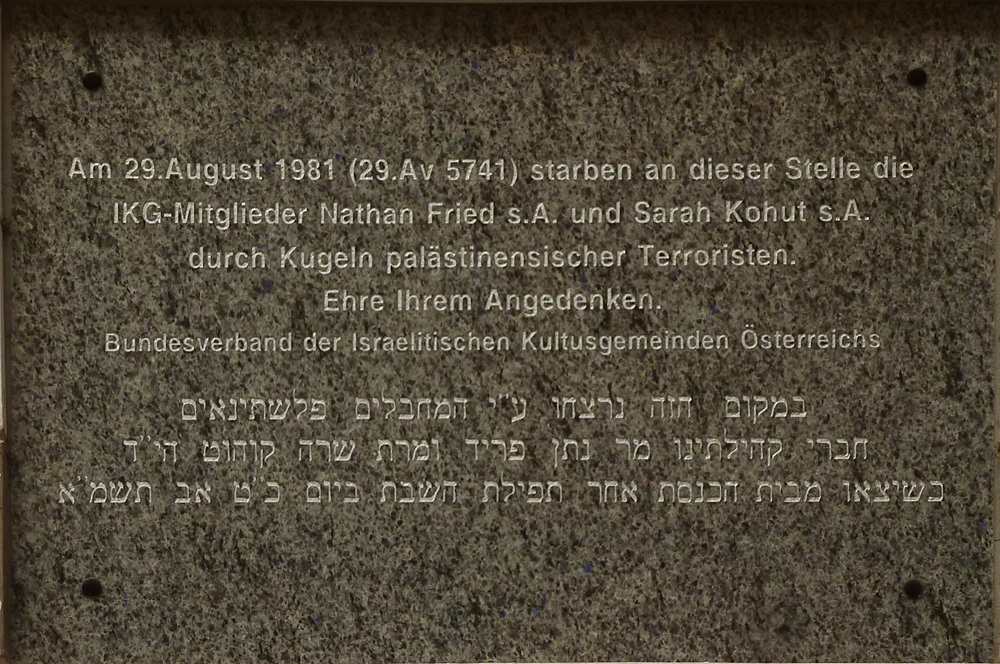 Am 29.August 1981 (29.Av 5741) starben an dieser Stelle die
IKG-Mitglieder Nathan Fried s.A. und Sarah Kohut s.A.
durch Kugeln palästinensischer Terroristen.
Ehre Ihrem Angedenken.
Bundesverband der Israelitischen Kultusgemeinden Österreichs
במקום הזה נרצחו ע"י המחבלים פלשתינאים
חברי קהילתינו מר נתן פריד ומרת שרה קוהוט הי"ד
כשיצאו מבית הכנסת אחר תפילת השבת ביום כ"ט אב תשמ"א